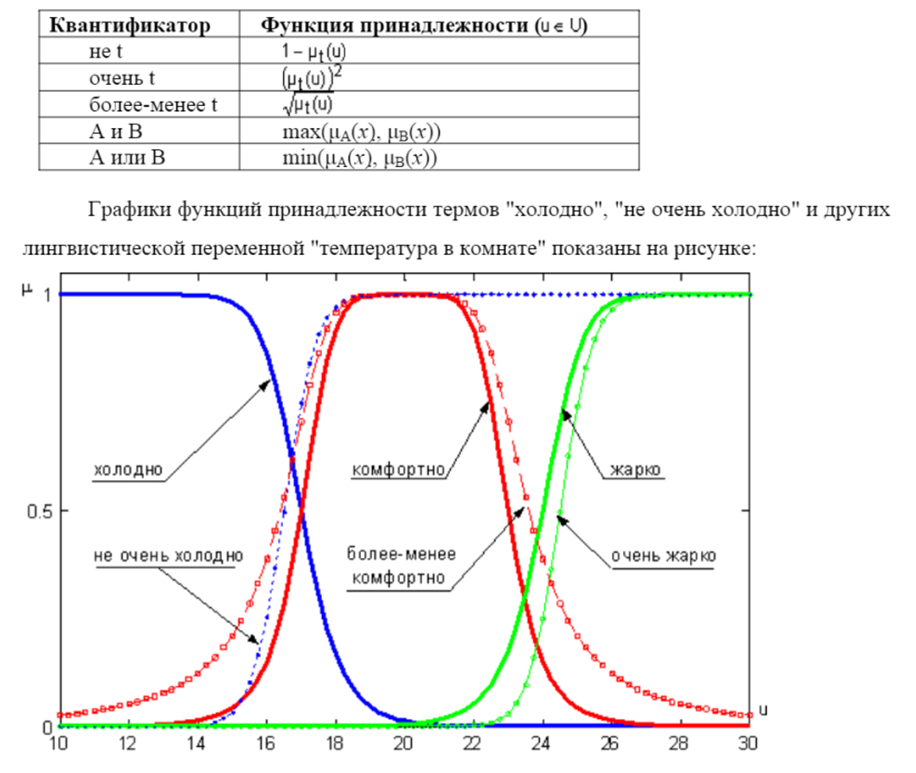 Квантификатор Функция принадлежности (u ∈ U)
не t 1 − μt(u)
очень t (μt(u))²
более-менее t √μt(u)
А и В max(μA(x), μB(x))
А или В min(μA(x), μB(x))
Графики функций принадлежности термов "холодно", "не очень холодно" и других
лингвистической переменной "температура в комнате" показаны на рисунке:
μ 1
холодно комфортно жарко
0.5
не очень холодно более-менее комфортно очень жарко
u
0
10 12 14 16 18 20 22 24 26 28 30